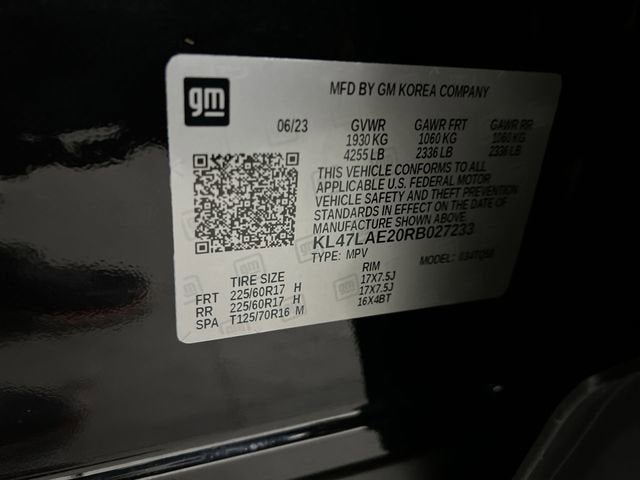 gm
MFD BY GM KOREA COMPANY
06/23 GVWR GAWR FRT GAWR RR
1930 KG 1060 KG 1060 KG
4255 LB 2336 LB 2336 LB
THIS VEHICLE CONFORMS TO ALL
APPLICABLE U.S. FEDERAL MOTOR
VEHICLE SAFETY AND THEFT PREVENTION
STANDARDS IN EFFECT ON THE DATE OF
MANUFACTURE SHOWN ABOVE.
KL47LAE20RB027233
TYPE: MPV MODEL:
TIRE SIZE RIM
FRT 225/60R17 H 17X7.5J
RR 225/60R17 H 17X7.5J
SPA T125/70R16 M 16X4BT